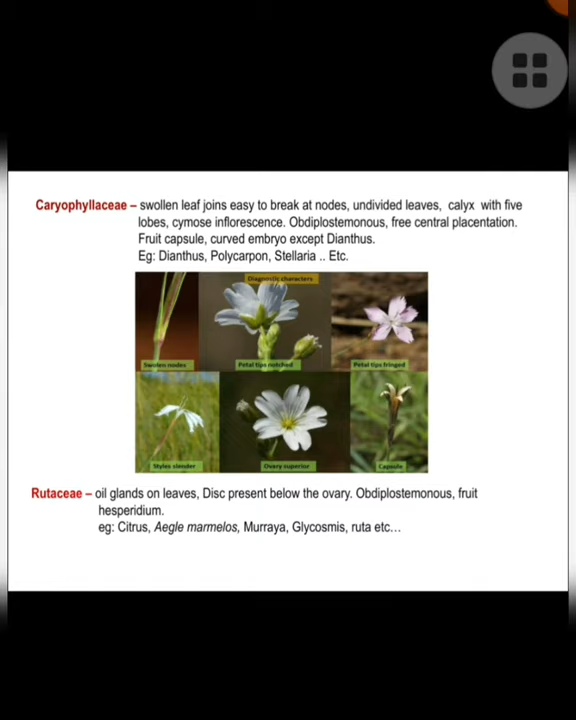 Caryophyllaceae – swollen leaf joins easy to break at nodes, undivided leaves, calyx with five
lobes, cymose inflorescence. Obdiplostemonous, free central placentation.
Fruit capsule, curved embryo except Dianthus.
Eg: Dianthus, Polycarpon, Stellaria .. Etc.
Diagnostic characters
Swolen nodes
Petal tips notched
Petal tips fringed
Styles slender
Ovary superior
Capsule
Rutaceae – oil glands on leaves, Disc present below the ovary. Obdiplostemonous, fruit
hesperidium.
eg: Citrus, Aegle marmelos, Murraya, Glycosmis, ruta etc…